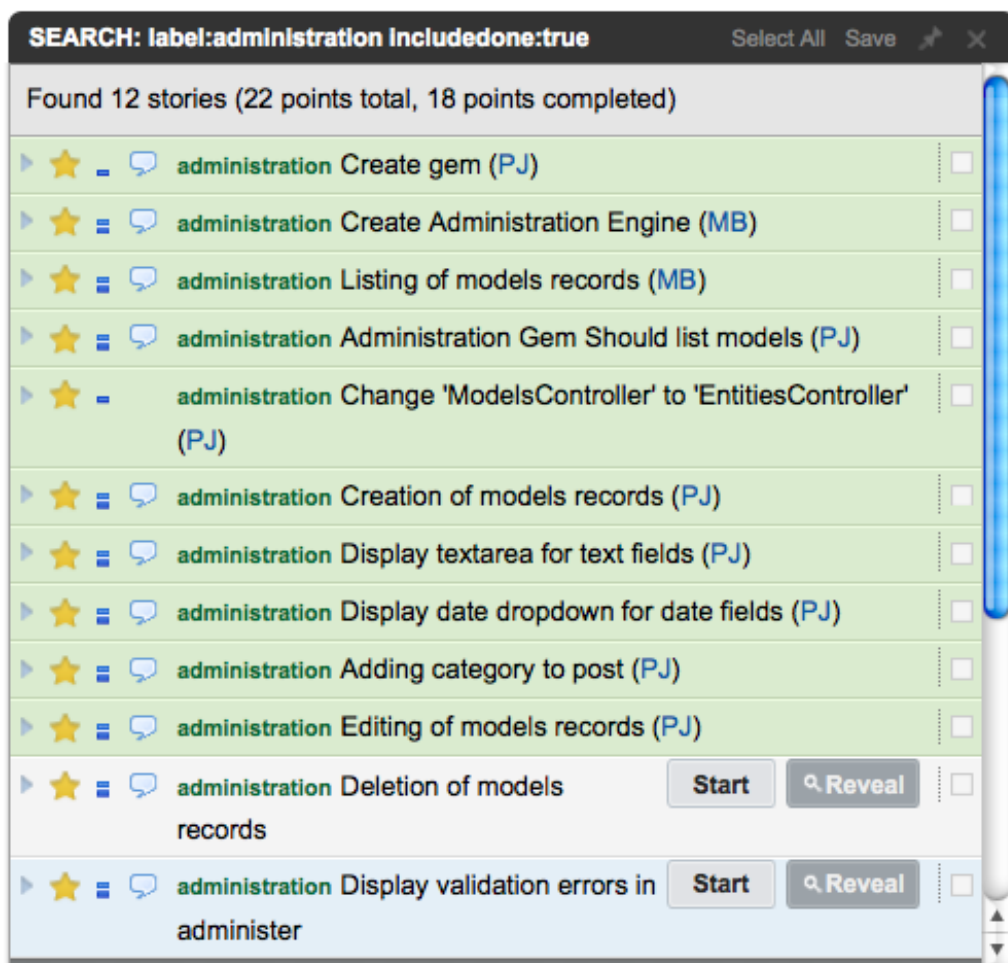 SEARCH: label:administration includedone:true Select All Save
Found 12 stories (22 points total, 18 points completed)
administration Create gem (PJ)
administration Create Administration Engine (MB)
administration Listing of models records (MB)
administration Administration Gem Should list models (PJ)
administration Change 'ModelsController' to 'EntitiesController'
(PJ)
administration Creation of models records (PJ)
administration Display textarea for text fields (PJ)
administration Display date dropdown for date fields (PJ)
administration Adding category to post (PJ)
administration Editing of models records (PJ)
administration Deletion of models Start Reveal
records
administration Display validation errors in Start Reveal
administer